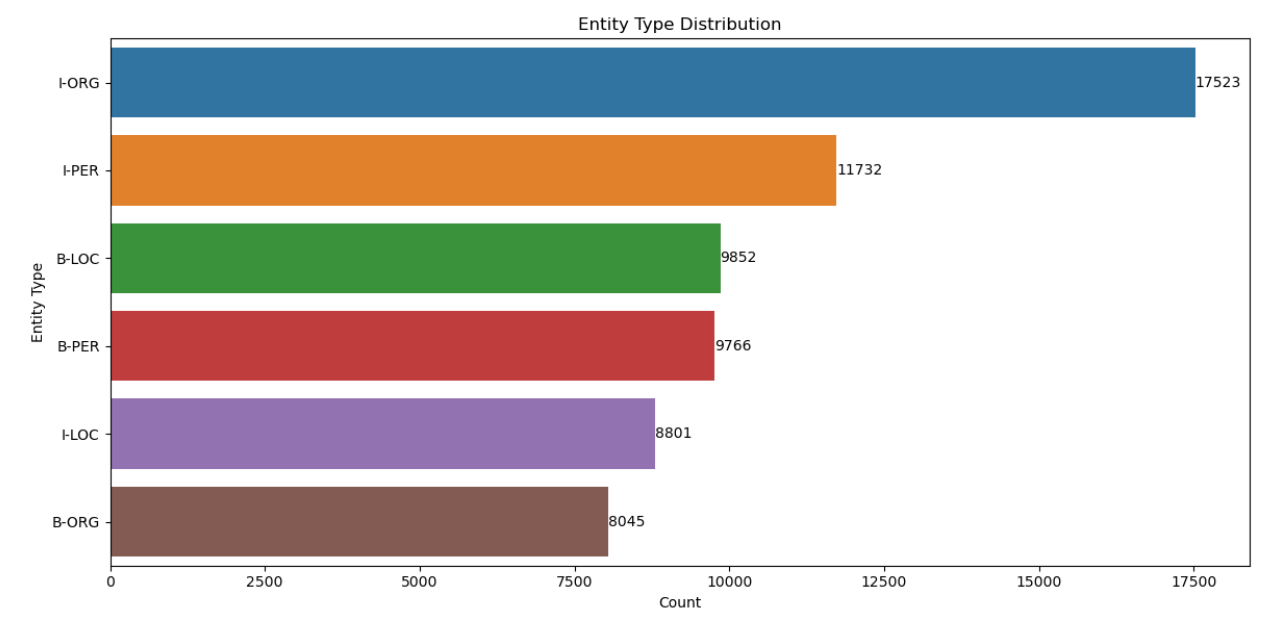 Entity Type Distribution
I-ORG 17523
I-PER 11732
B-LOC 9852
B-PER 9766
I-LOC 8801
B-ORG 8045
Entity Type
0 2500 5000 7500 10000 12500 15000 17500
Count